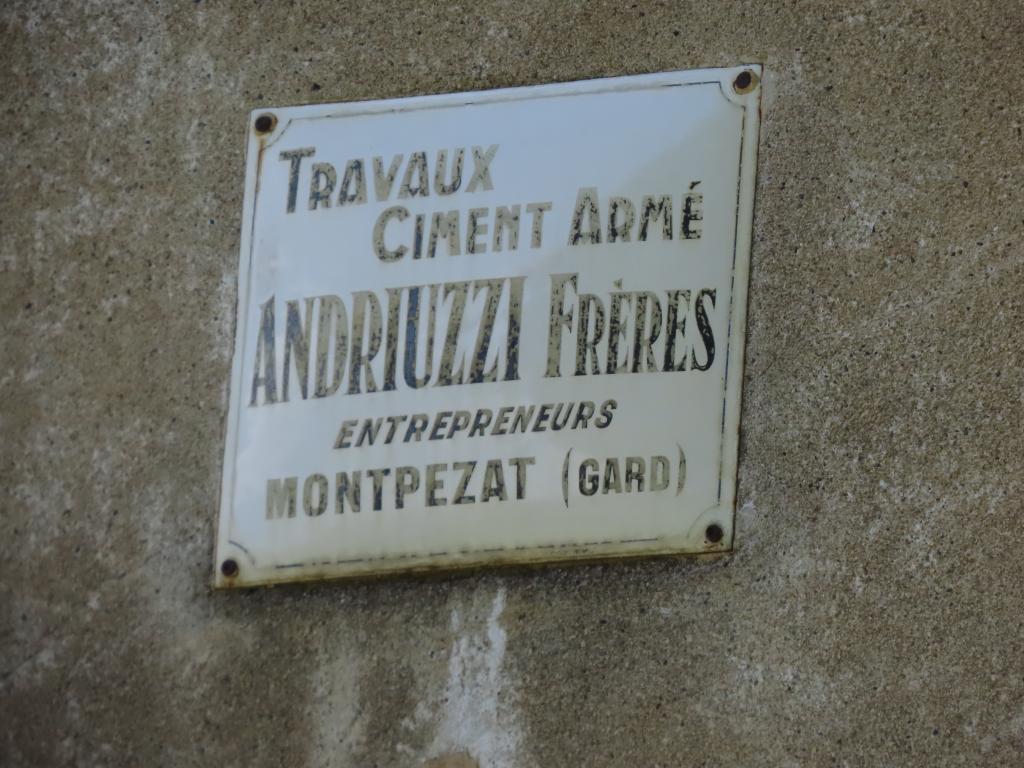 TRAVAUX
CIMENT ARMÉ
ANDRIUZZI FRÈRES
ENTREPRENEURS
MONTPEZAT (GARD)